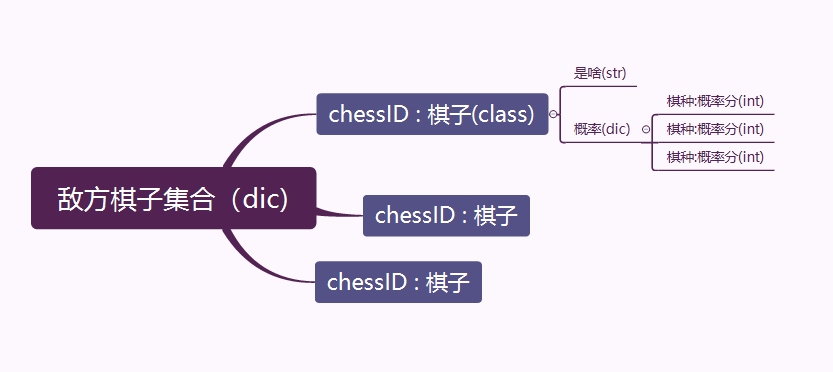 敌方棋子集合（dic）
chessID : 棋子(class)
是啥(str)
概率(dic)
棋种:概率分(int)
棋种:概率分(int)
棋种:概率分(int)
chessID : 棋子
chessID : 棋子